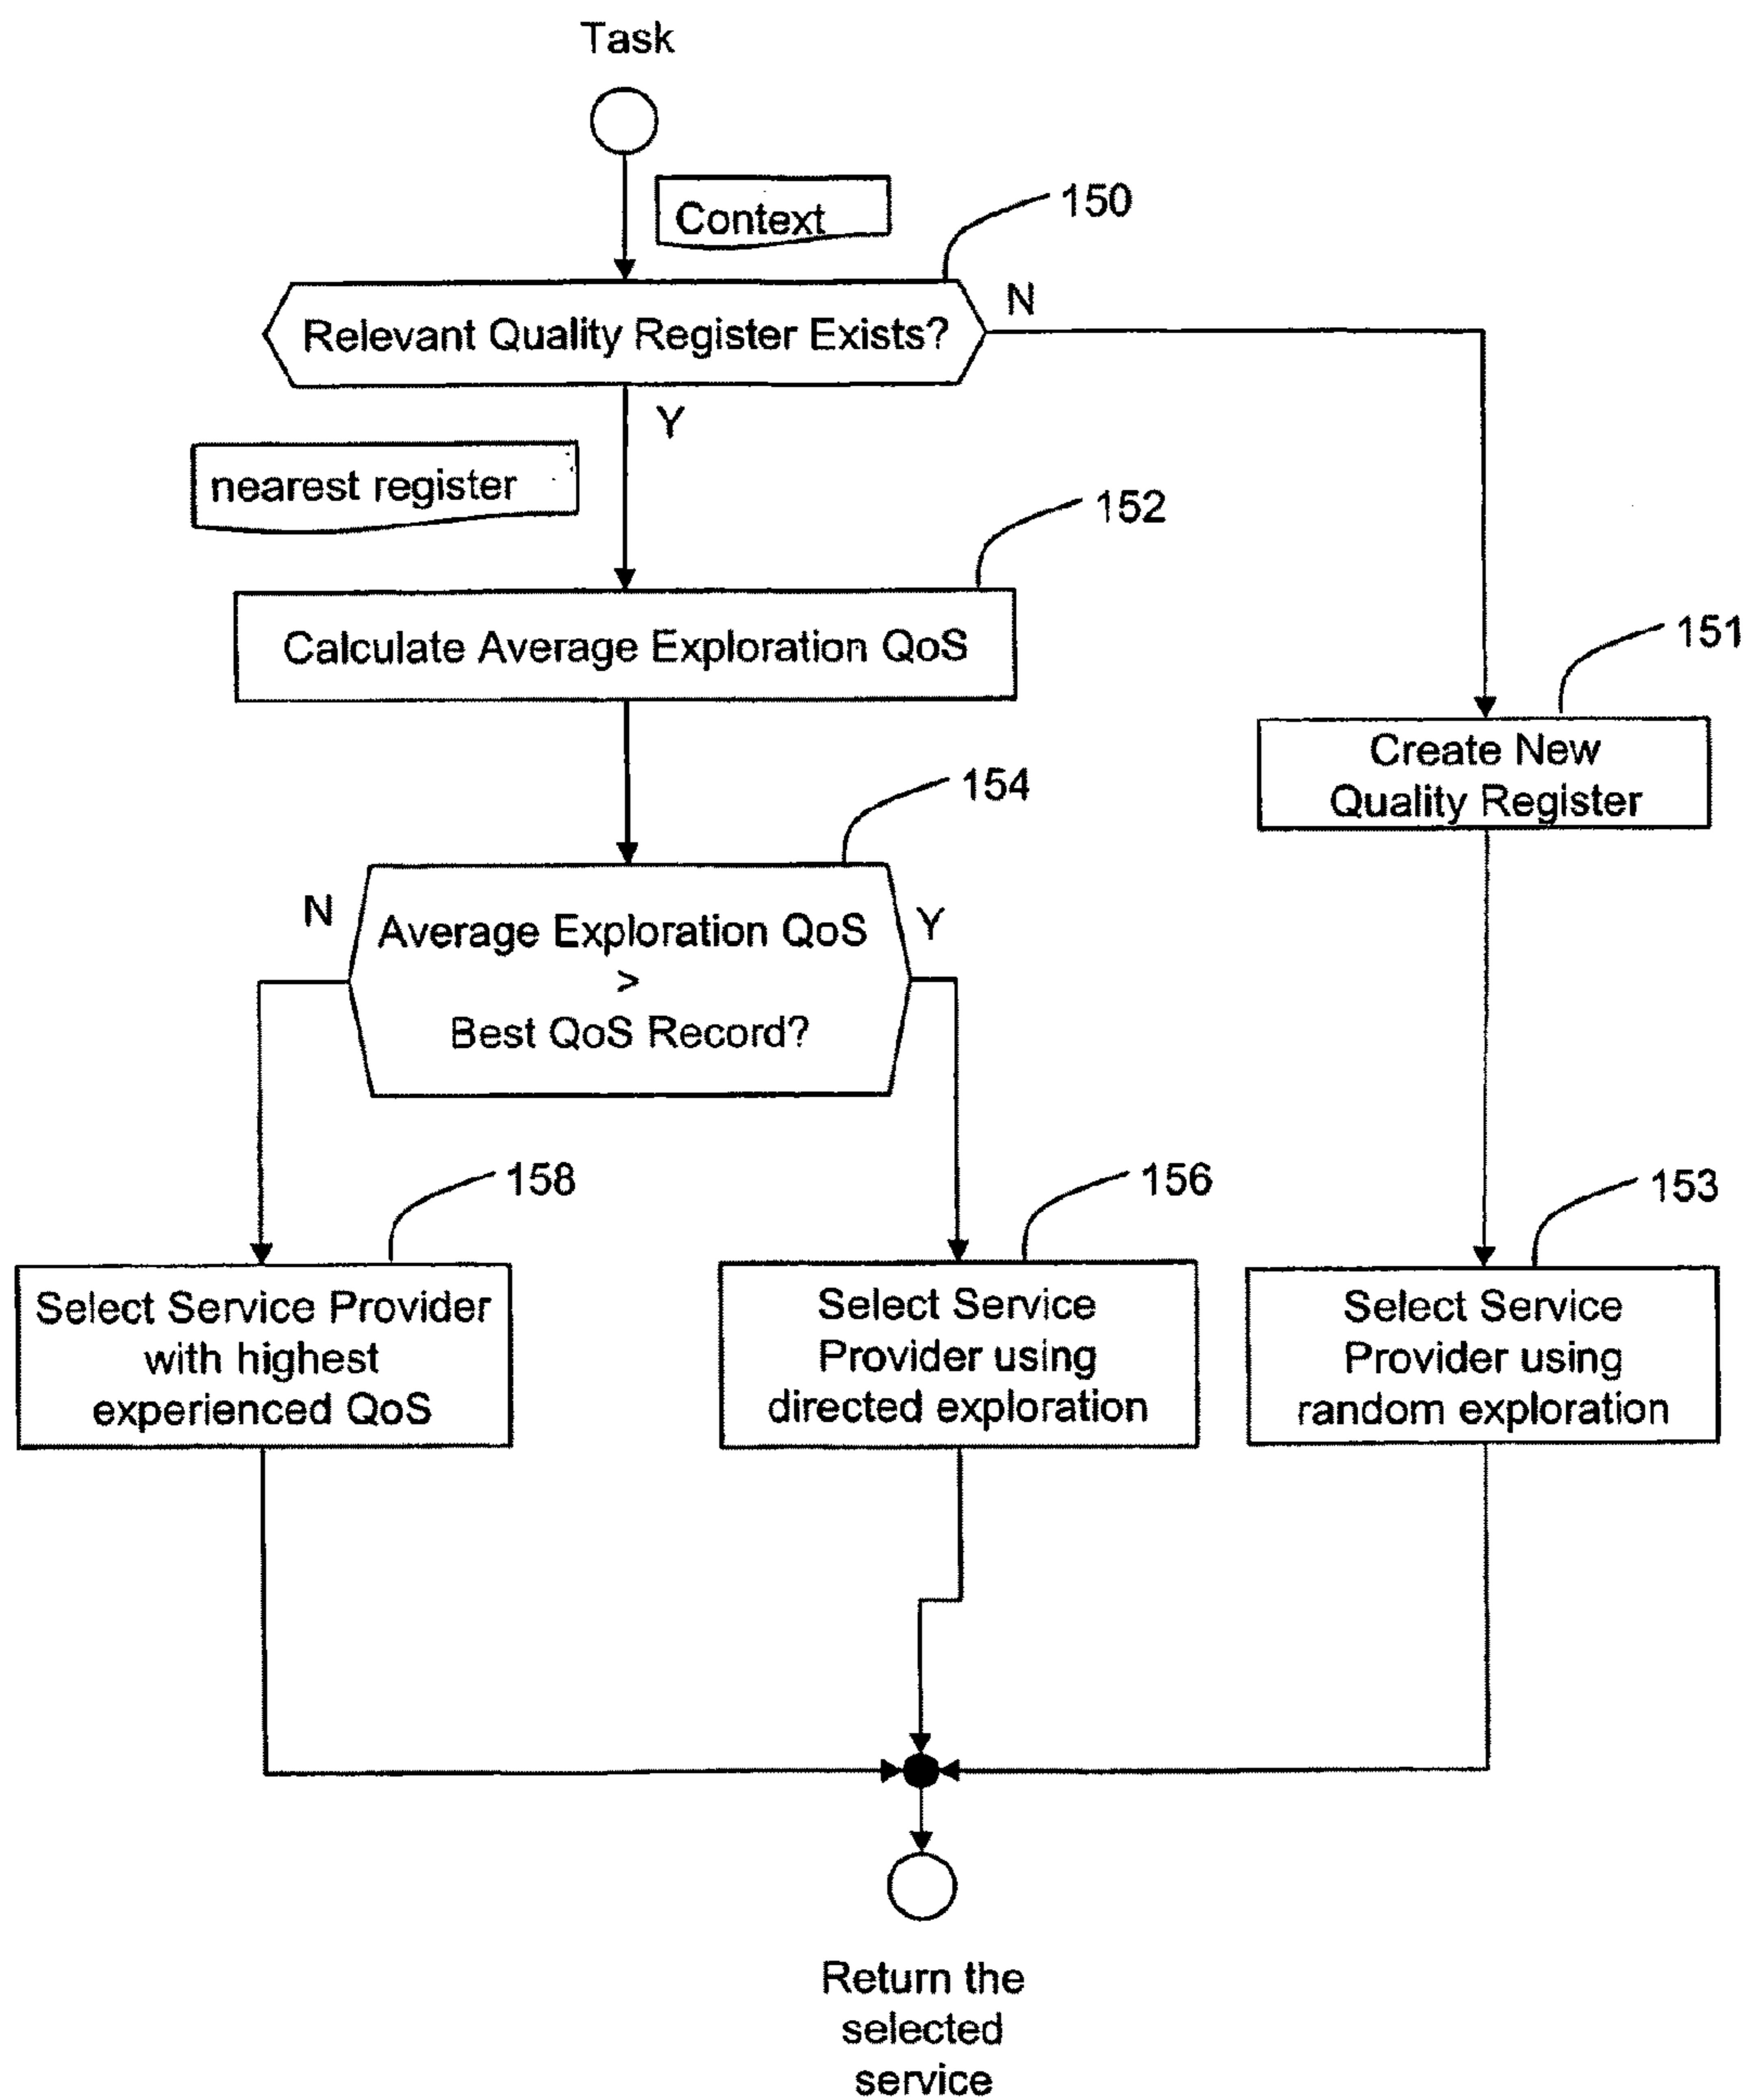 Task
Context
150
Relevant Quality Register Exists?
N
Y
nearest register
152
Calculate Average Exploration QoS
151
Create New
Quality Register
154
N
Average Exploration QoS
>
Best QoS Record?
Y
158
Select Service Provider
with highest
experienced QoS
156
Select Service
Provider using
directed exploration
153
Select Service
Provider using
random exploration
Return the
selected
service